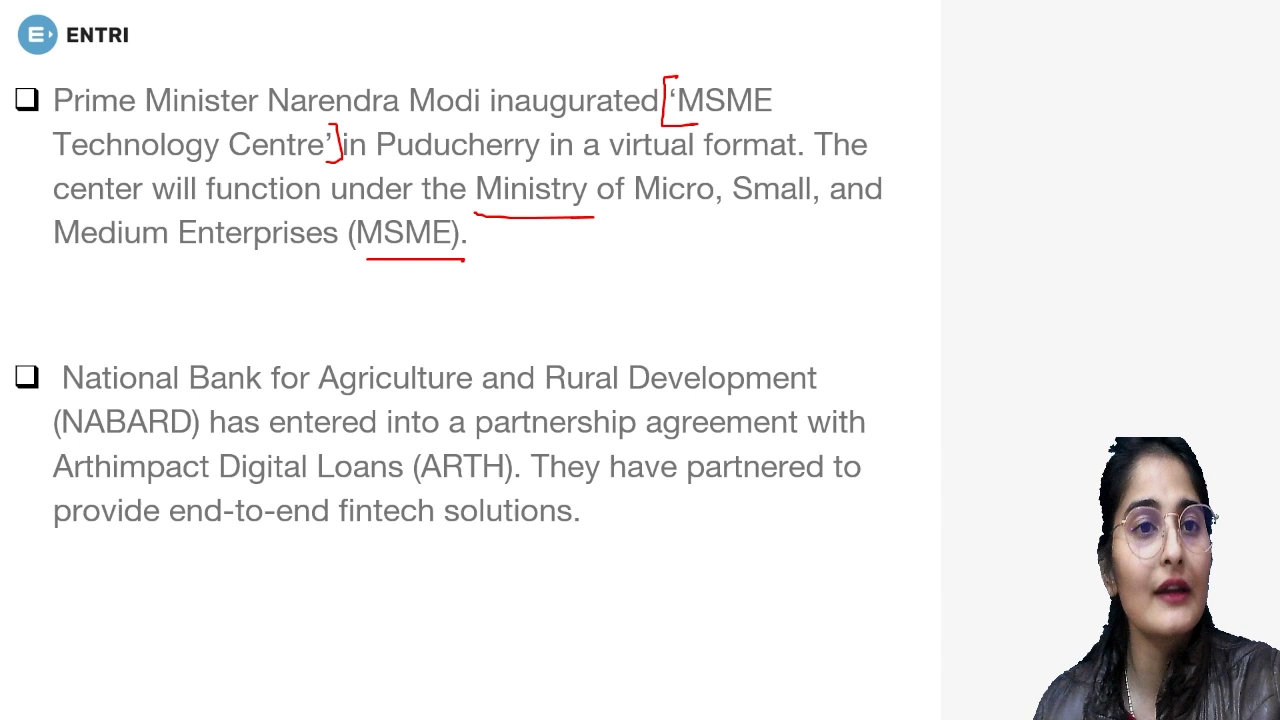 ENTRI
Prime Minister Narendra Modi inaugurated ‘MSME
Technology Centre’ in Puducherry in a virtual format. The
center will function under the Ministry of Micro, Small, and
Medium Enterprises (MSME).
National Bank for Agriculture and Rural Development
(NABARD) has entered into a partnership agreement with
Arthimpact Digital Loans (ARTH). They have partnered to
provide end-to-end fintech solutions.